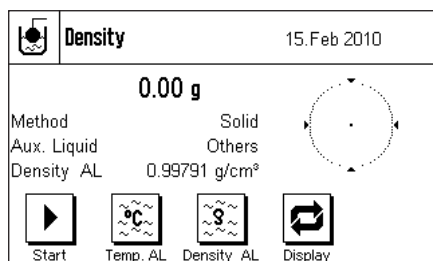 Density 15.Feb 2010
0.00 g
Method Solid
Aux. Liquid Others
Density AL 0.99791 g/cm³
°C
Start Temp. AL Density AL Display